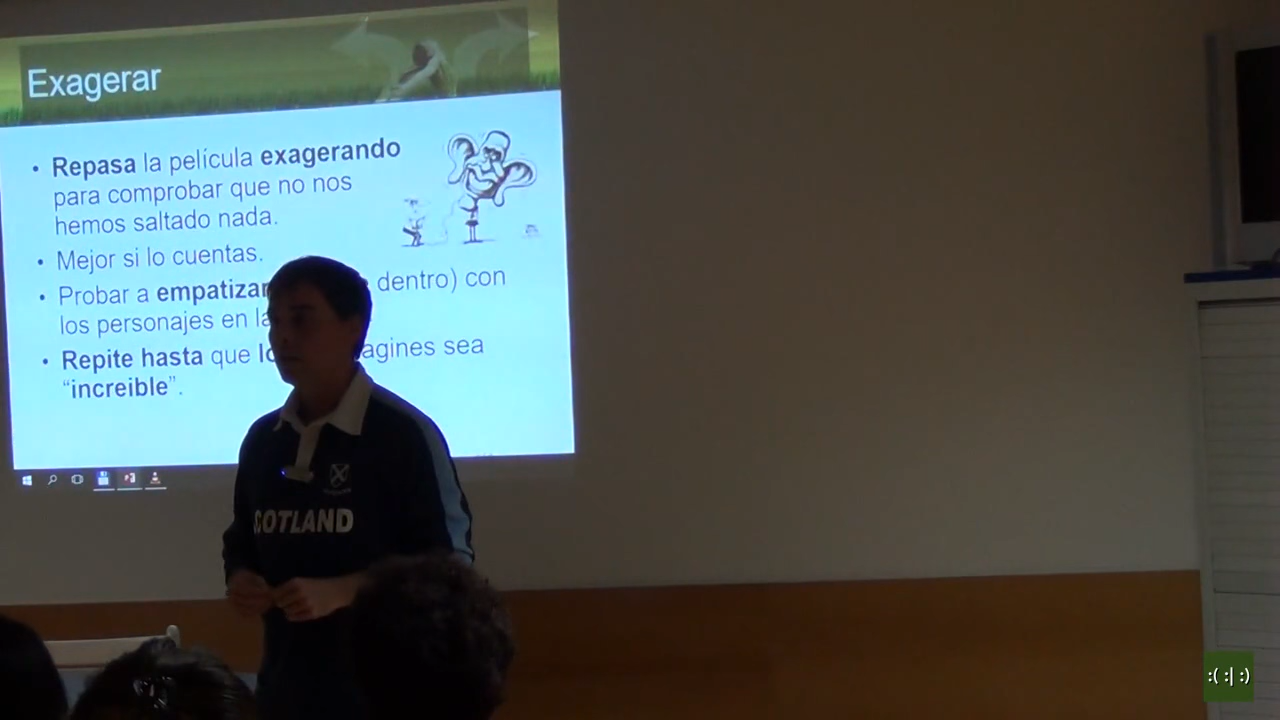 Exagerar
• Repasa la película exagerando
para comprobar que no nos
hemos saltado nada.
• Mejor si lo cuentas.
• Probar a empatizar dentro) con
los personajes en la
• Repite hasta que agines sea
“increible”.
COTLAND
:( :| :)